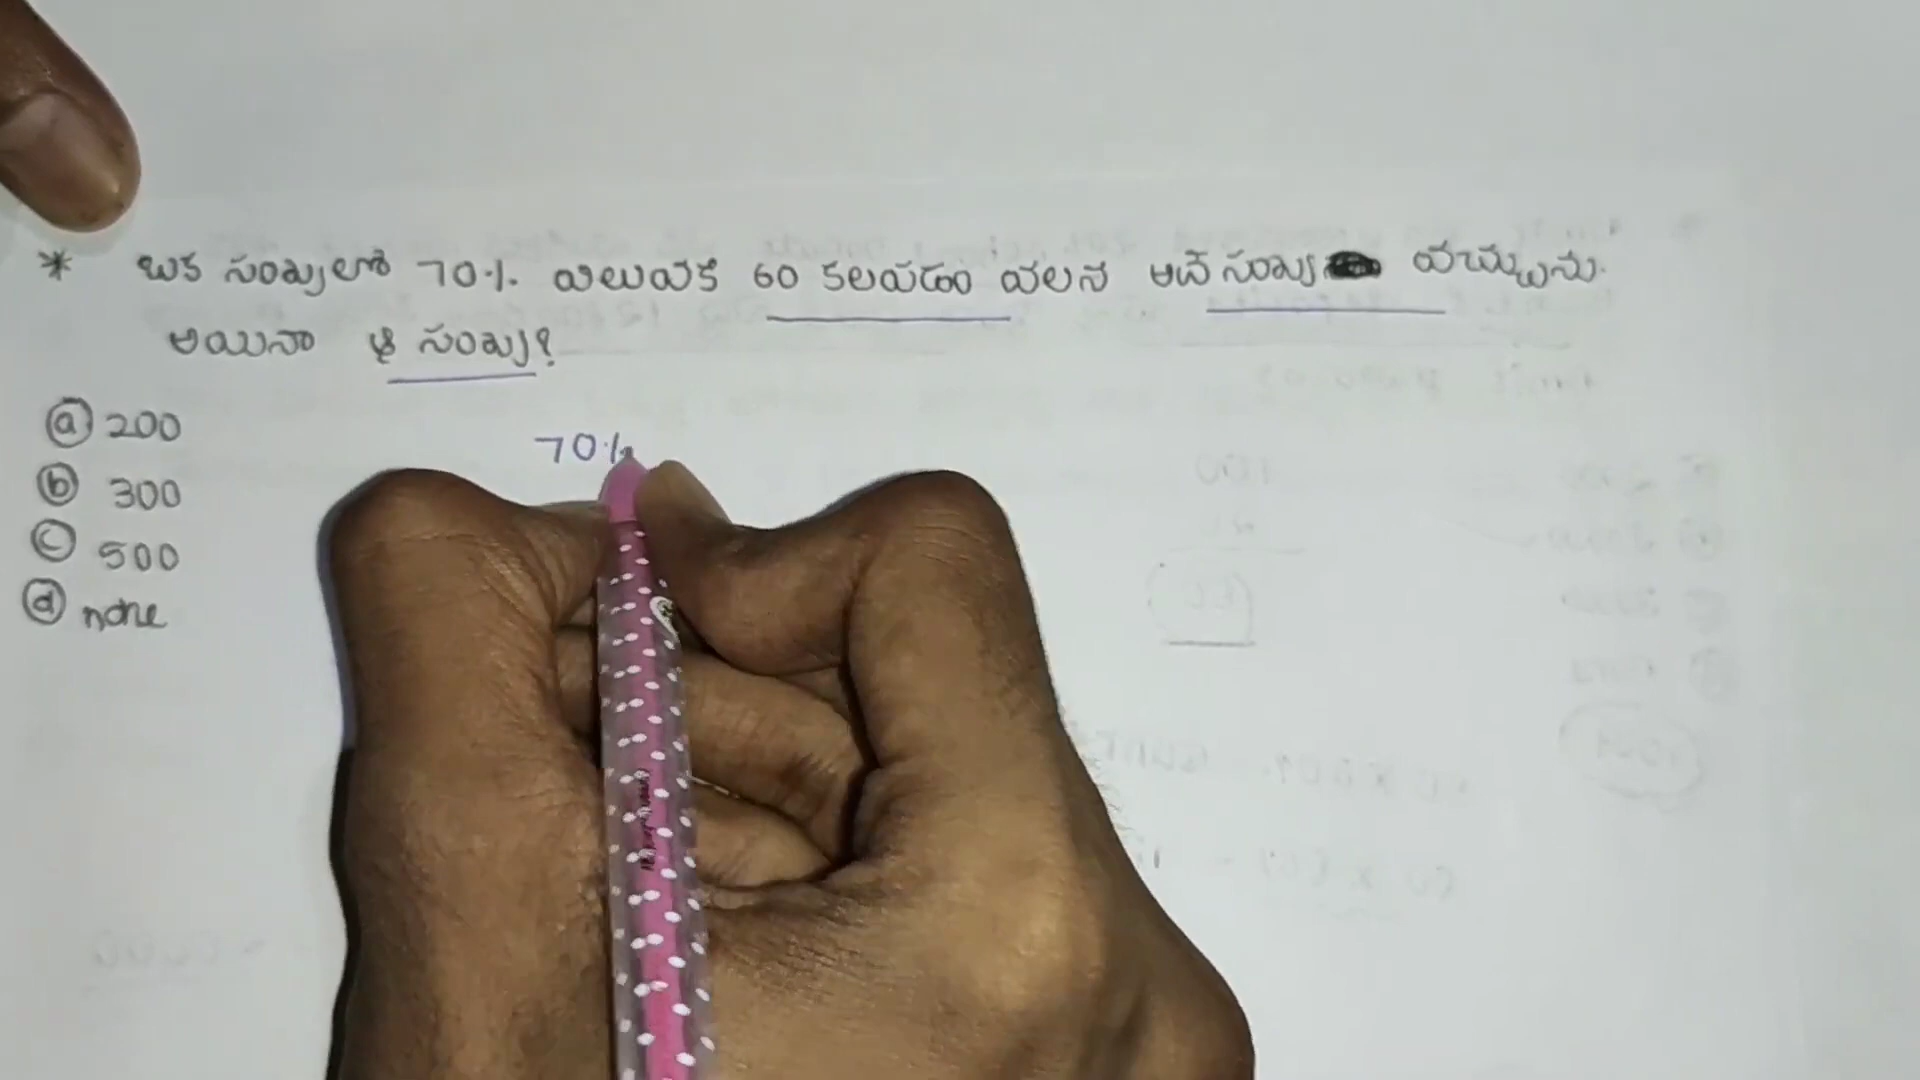 * ఒక సంఖ్యలో 70% విలువకి 60 కలపడం వలన అదే సంఖ్య వచ్చును.
అయినా ఆ సంఖ్య?
ⓐ 200
ⓑ 300
ⓒ 500
ⓓ none
70%